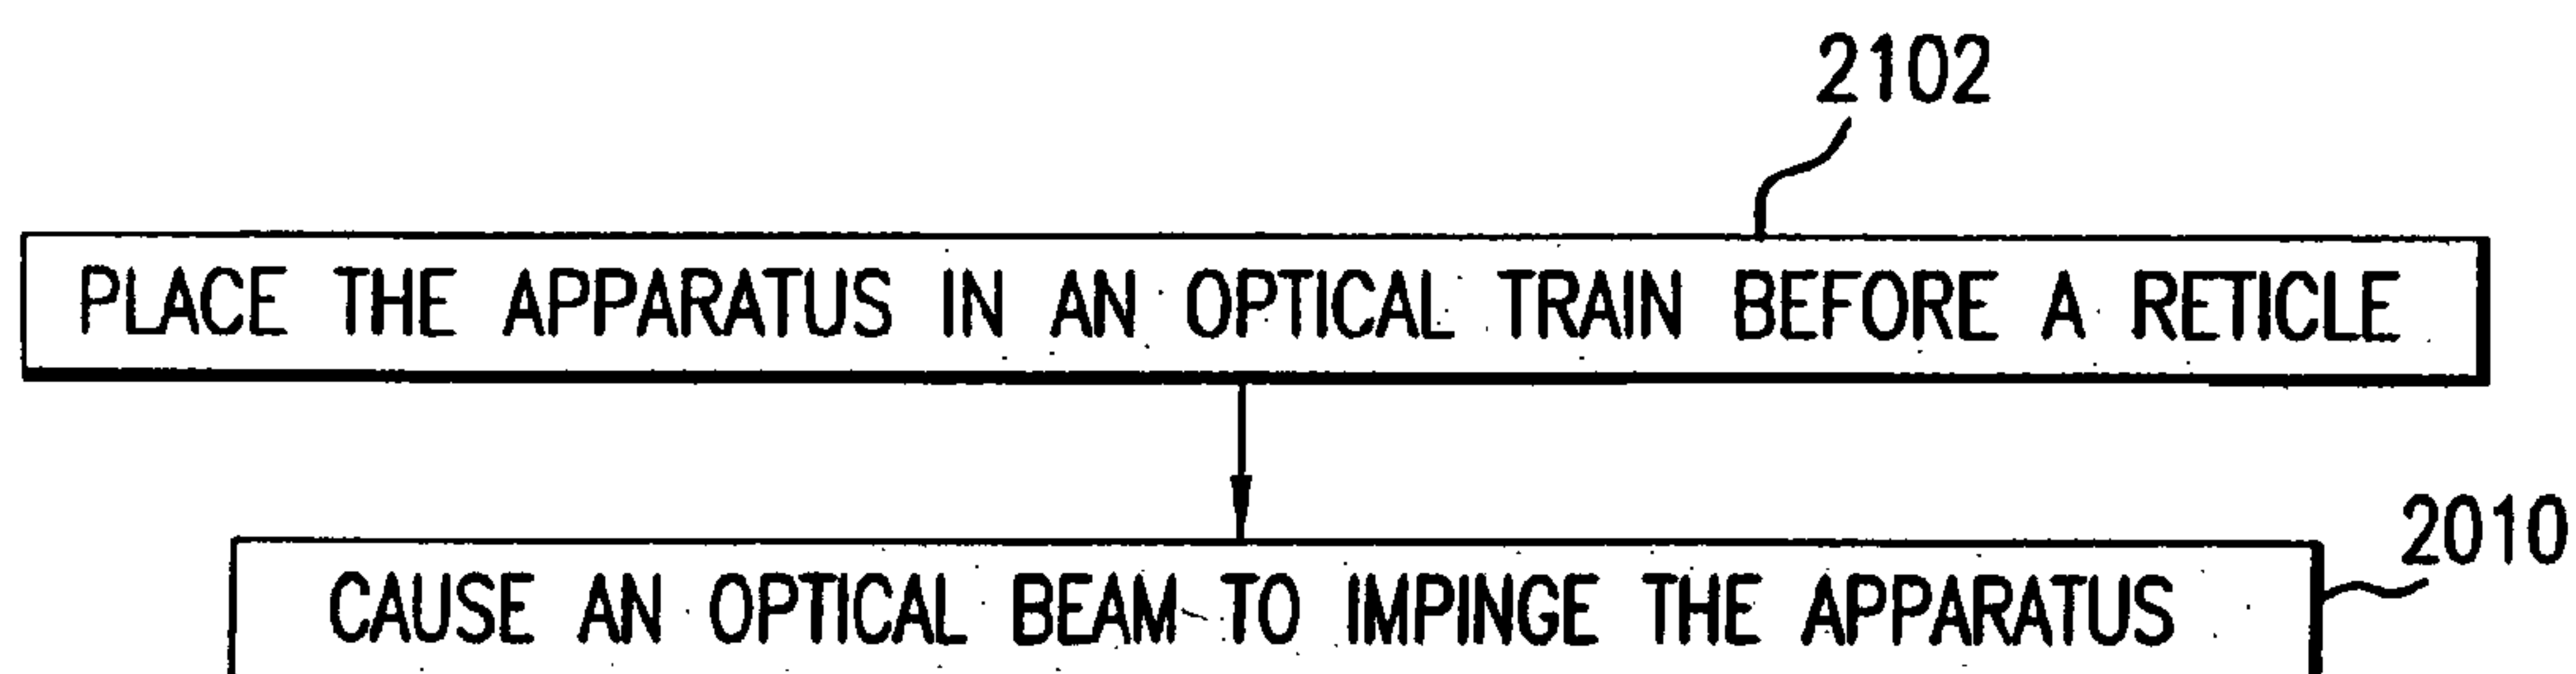 2102
PLACE THE APPARATUS IN AN OPTICAL TRAIN BEFORE A RETICLE
2010
CAUSE AN OPTICAL BEAM TO IMPINGE THE APPARATUS